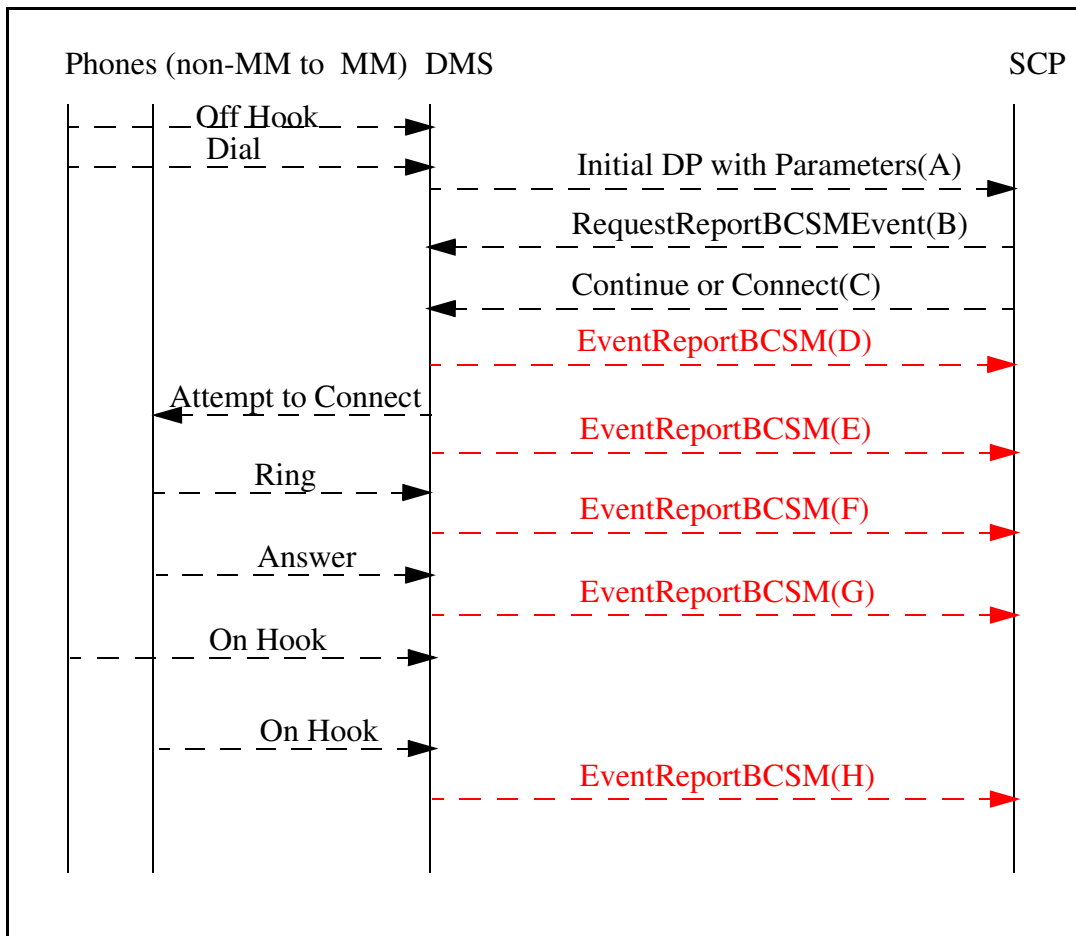 Phones (non-MM to MM) DMS SCP
Off Hook
Dial
Initial DP with Parameters(A)
RequestReportBCSMEvent(B)
Continue or Connect(C)
EventReportBCSM(D)
Attempt to Connect
EventReportBCSM(E)
Ring
EventReportBCSM(F)
Answer
EventReportBCSM(G)
On Hook
On Hook
EventReportBCSM(H)